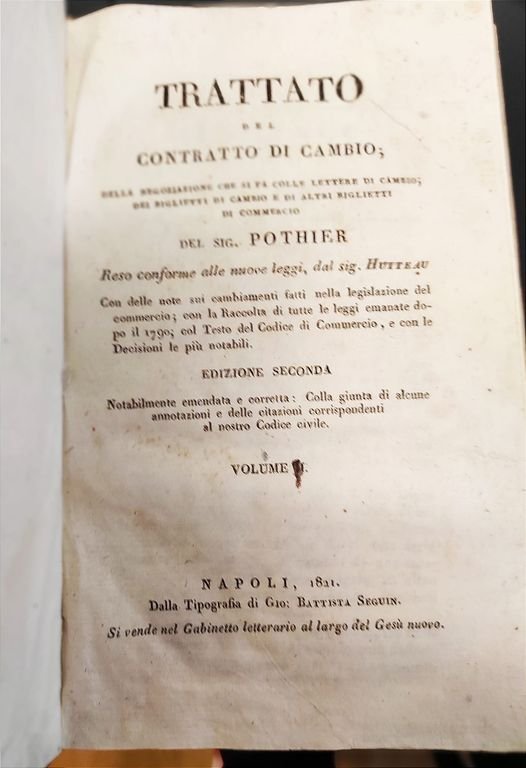 TRATTATO
DEL
CONTRATTO DI CAMBIO;
DELLA NEGOZIAZIONE CHE SI FA COLLE LETTERE DI CAMBIO;
DEI BIGLIETTI DI CAMBIO E DI ALTRI BIGLIETTI
DI COMMERCIO
DEL SIG. POTHIER
Reso conforme alle nuove leggi, dal sig. HUTTEAU
Con delle note sui cambiamenti fatti nella legislazione del
commercio; con la Raccolta di tutte le leggi emanate do-
po il 1790; col Testo del Codice di Commercio, e con le
Decisioni le più notabili.
EDIZIONE SECONDA
Notabilmente emendata e corretta: Colla giunta di alcune
annotazioni e delle citazioni corrispondenti
al nostro Codice civile.
VOLUME
NAPOLI, 1821.
Dalla Tipografia di GIO: BATTISTA SEGUIN.
Si vende nel Gabinetto letterario al largo del Gesù nuovo.